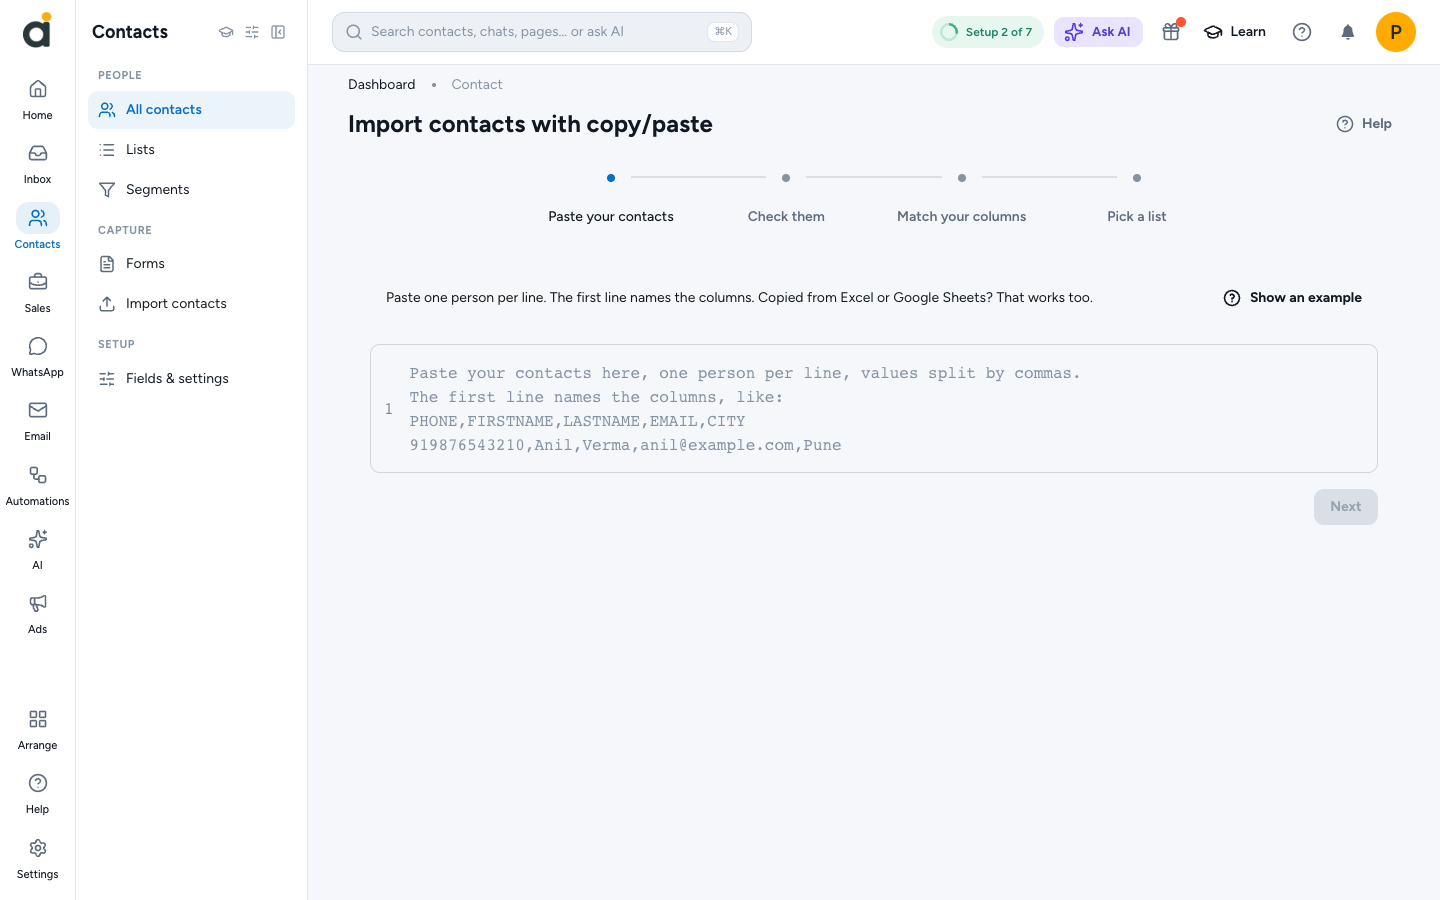 Contacts
Search contacts, chats, pages... or ask AI
⌘K
Setup 2 of 7
Ask AI
Learn
P
Home
Inbox
Contacts
Sales
WhatsApp
Email
Automations
AI
Ads
Arrange
Help
Settings
PEOPLE
All contacts
Lists
Segments
CAPTURE
Forms
Import contacts
SETUP
Fields & settings
Dashboard • Contact
Import contacts with copy/paste
Help
Paste your contacts
Check them
Match your columns
Pick a list
Paste one person per line. The first line names the columns. Copied from Excel or Google Sheets? That works too.
Show an example
1
Paste your contacts here, one person per line, values split by commas.
The first line names the columns, like:
PHONE,FIRSTNAME,LASTNAME,EMAIL,CITY
919876543210,Anil,Verma,anil@example.com,Pune
Next